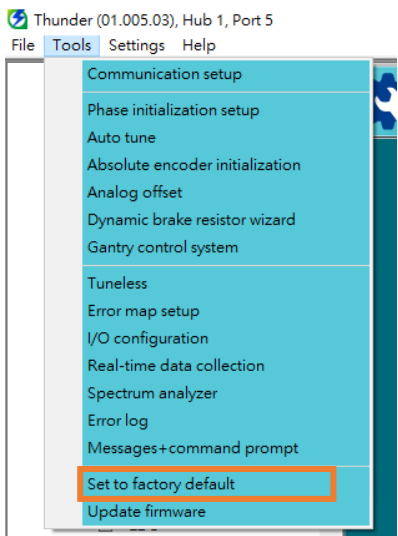 Thunder (01.005.03), Hub 1, Port 5
File Tools Settings Help
Communication setup
Phase initialization setup
Auto tune
Absolute encoder initialization
Analog offset
Dynamic brake resistor wizard
Gantry control system
Tuneless
Error map setup
I/O configuration
Real-time data collection
Spectrum analyzer
Error log
Messages+command prompt
Set to factory default
Update firmware